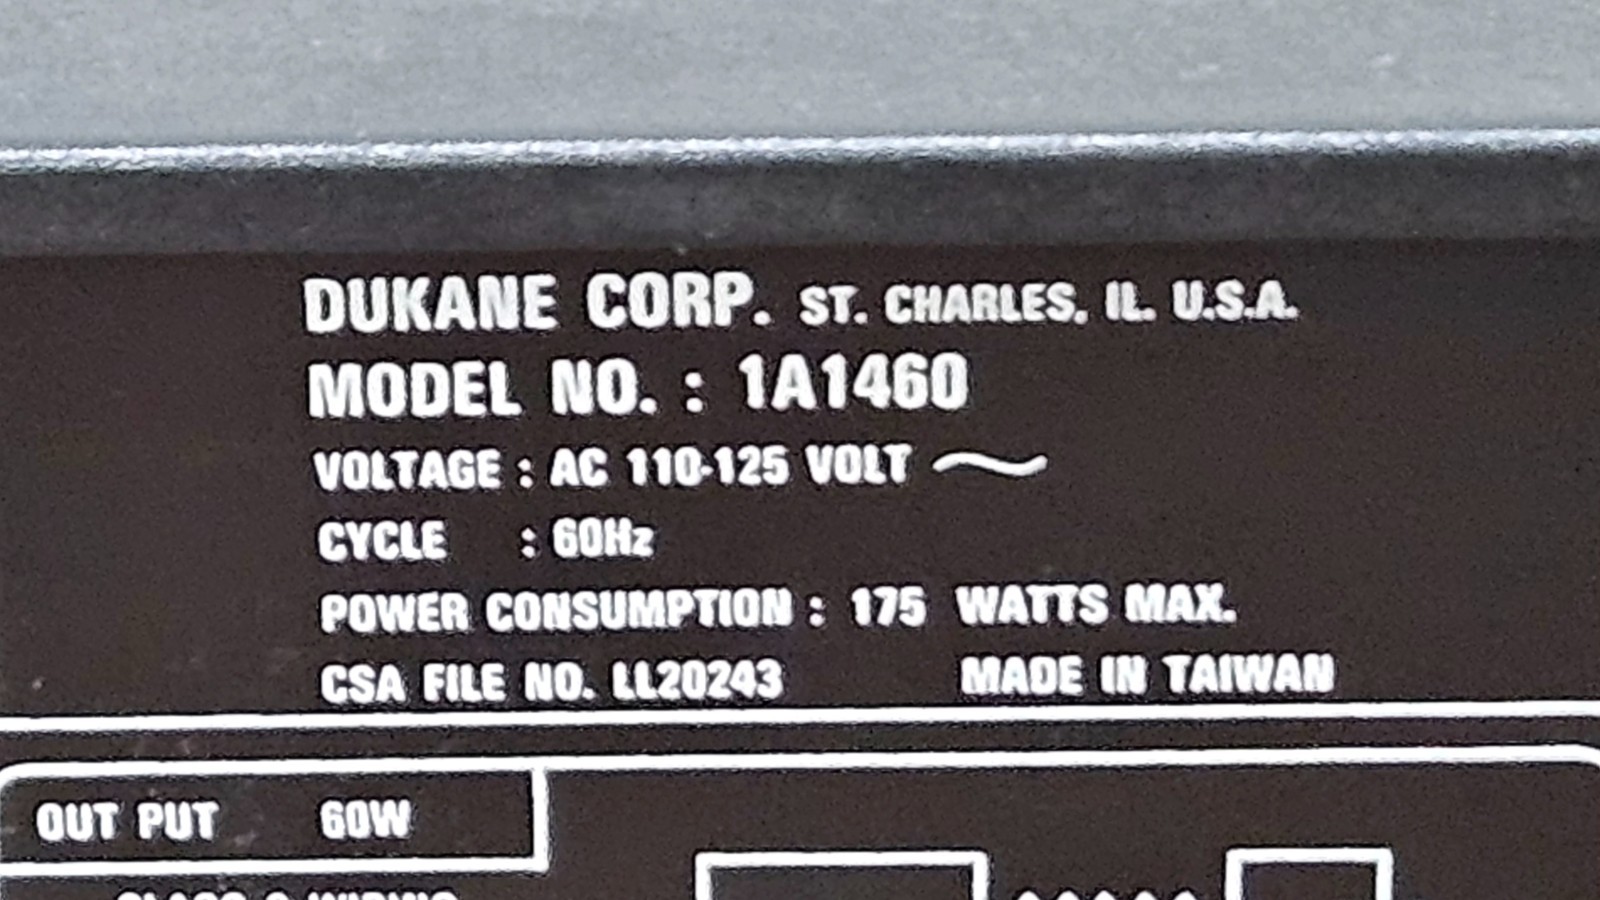 DUKANE CORP. ST. CHARLES, IL. U.S.A.
MODEL NO. : 1A1460
VOLTAGE : AC 110-125 VOLT ~
CYCLE : 60Hz
POWER CONSUMPTION : 175 WATTS MAX.
CSA FILE NO. LL20243 MADE IN TAIWAN
OUT PUT 60W